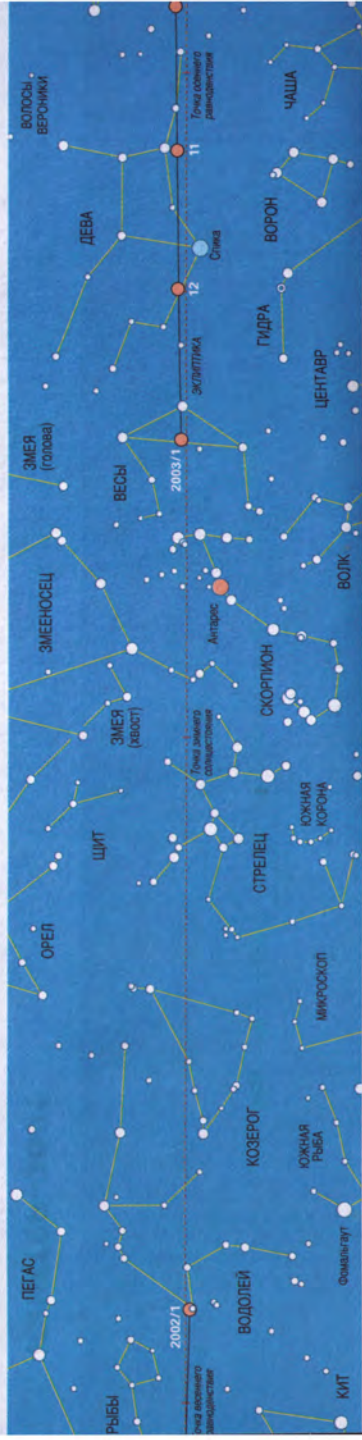 ПЕГАС
ОРЕЛ
ЗМЕЕНОСЕЦ
ЗМЕЯ
(голова)
ВОЛОСЫ
ВЕРОНИКИ
РЫБЫ
ЩИТ
ЗМЕЯ
(хвост)
ВЕСЫ
ДЕВА
2002/1
2003/1
12
11
Точка весеннего
равноденствия
Точка зимнего
солнцестояния
ЭКЛИПТИКА
Точка осеннего
равноденствия
Антарес
Спика
ВОДОЛЕЙ
КОЗЕРОГ
СТРЕЛЕЦ
СКОРПИОН
ГИДРА
ВОРОН
ЧАША
КИТ
Фомальгаут
ЮЖНАЯ
РЫБА
МИКРОСКОП
ЮЖНАЯ
КОРОНА
ВОЛК
ЦЕНТАВР